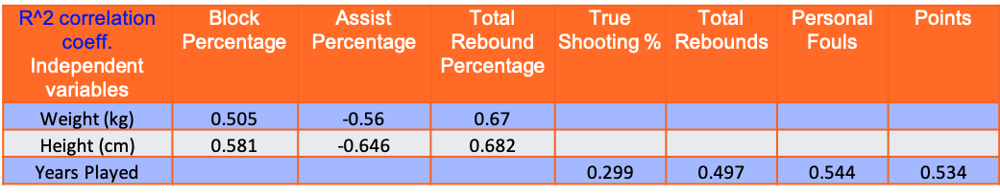 R^2 correlation coeff. Independent variables Block Percentage Assist Percentage Total Rebound Percentage True Shooting % Total Rebounds Personal Fouls Points
Weight (kg) 0.505 -0.56 0.67
Height (cm) 0.581 -0.646 0.682
Years Played 0.299 0.497 0.544 0.534